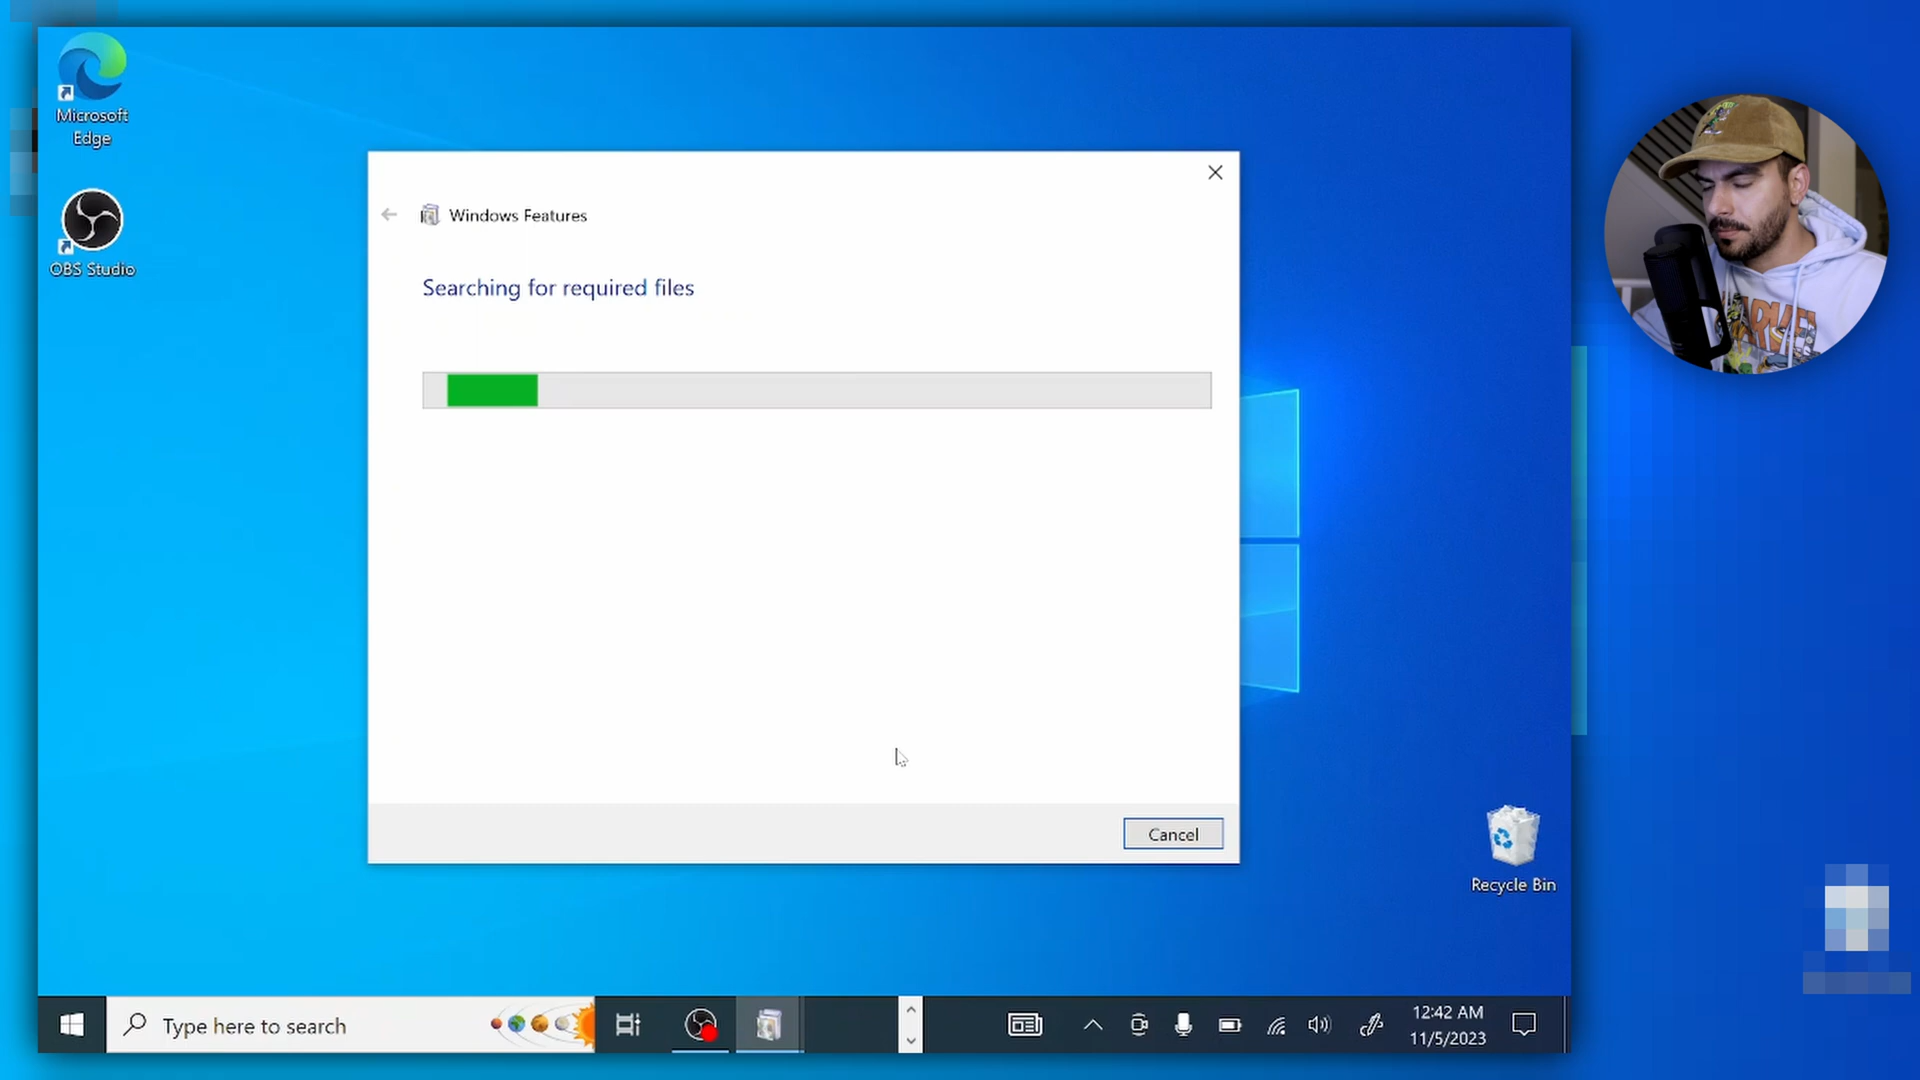 Microsoft
Edge
OBS Studio
Windows Features
Searching for required files
Cancel
Recycle Bin
Type here to search
12:42 AM
11/5/2023